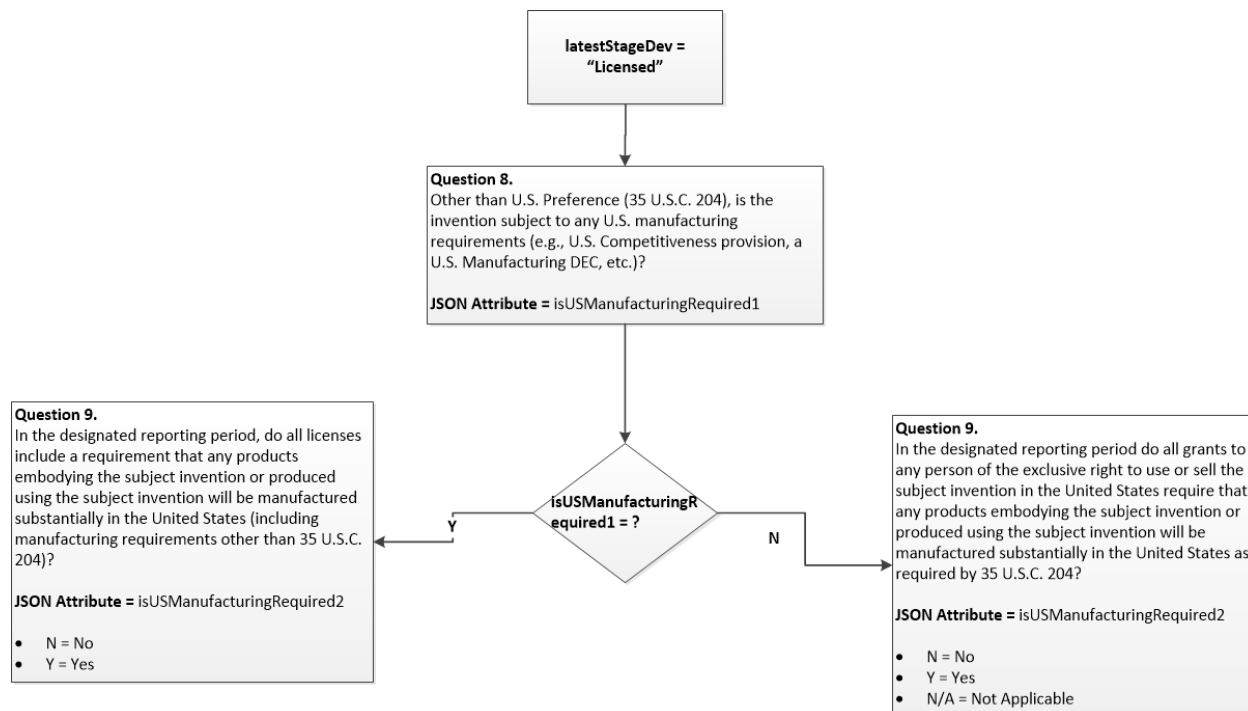 latestStageDev =
“Licensed”
Question 8.
Other than U.S. Preference (35 U.S.C. 204), is the
invention subject to any U.S. manufacturing
requirements (e.g., U.S. Competitiveness provision, a
U.S. Manufacturing DEC, etc.)?
JSON Attribute = isUSManufacturingRequired1
Question 9.
In the designated reporting period, do all licenses
include a requirement that any products
embodying the subject invention or produced
using the subject invention will be manufactured
substantially in the United States (including
manufacturing requirements other than 35 U.S.C.
204)?
JSON Attribute = isUSManufacturingRequired2
• N = No
• Y = Yes
Y
isUSManufacturingR
equired1 = ?
N
Question 9.
In the designated reporting period do all grants to
any person of the exclusive right to use or sell the
subject invention in the United States require that
any products embodying the subject invention or
produced using the subject invention will be
manufactured substantially in the United States as
required by 35 U.S.C. 204?
JSON Attribute = isUSManufacturingRequired2
• N = No
• Y = Yes
• N/A = Not Applicable